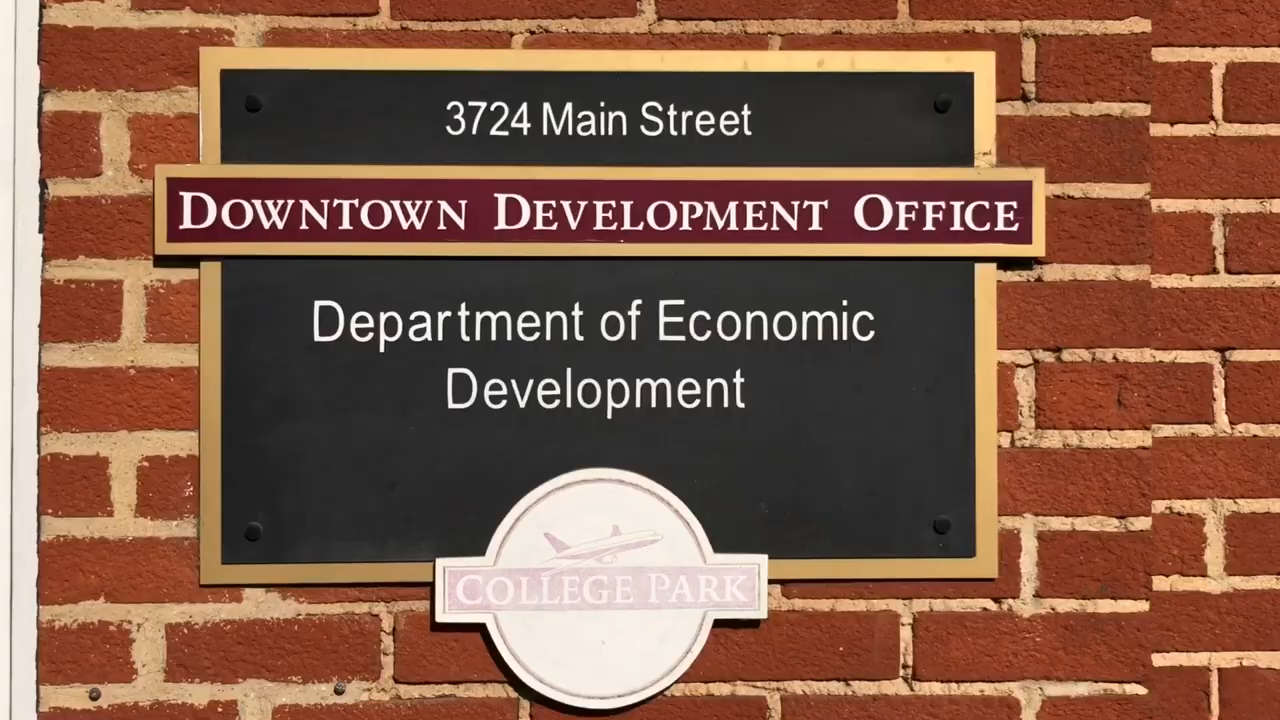 3724 Main Street
DOWNTOWN DEVELOPMENT OFFICE
Department of Economic
Development
COLLEGE PARK